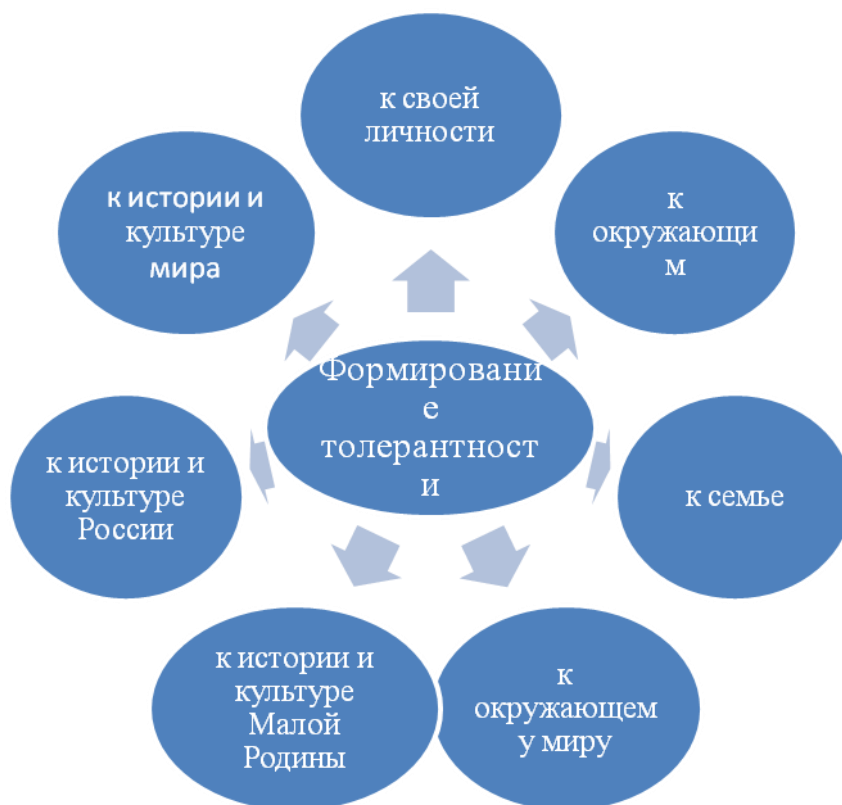 к своей
личности
к
окружающи
м
к семье
к
окружающем
у миру
к истории и
культуре
Малой
Родины
к истории и
культуре
России
к истории и
культуре
мира
Формировани
е
толерантност
и